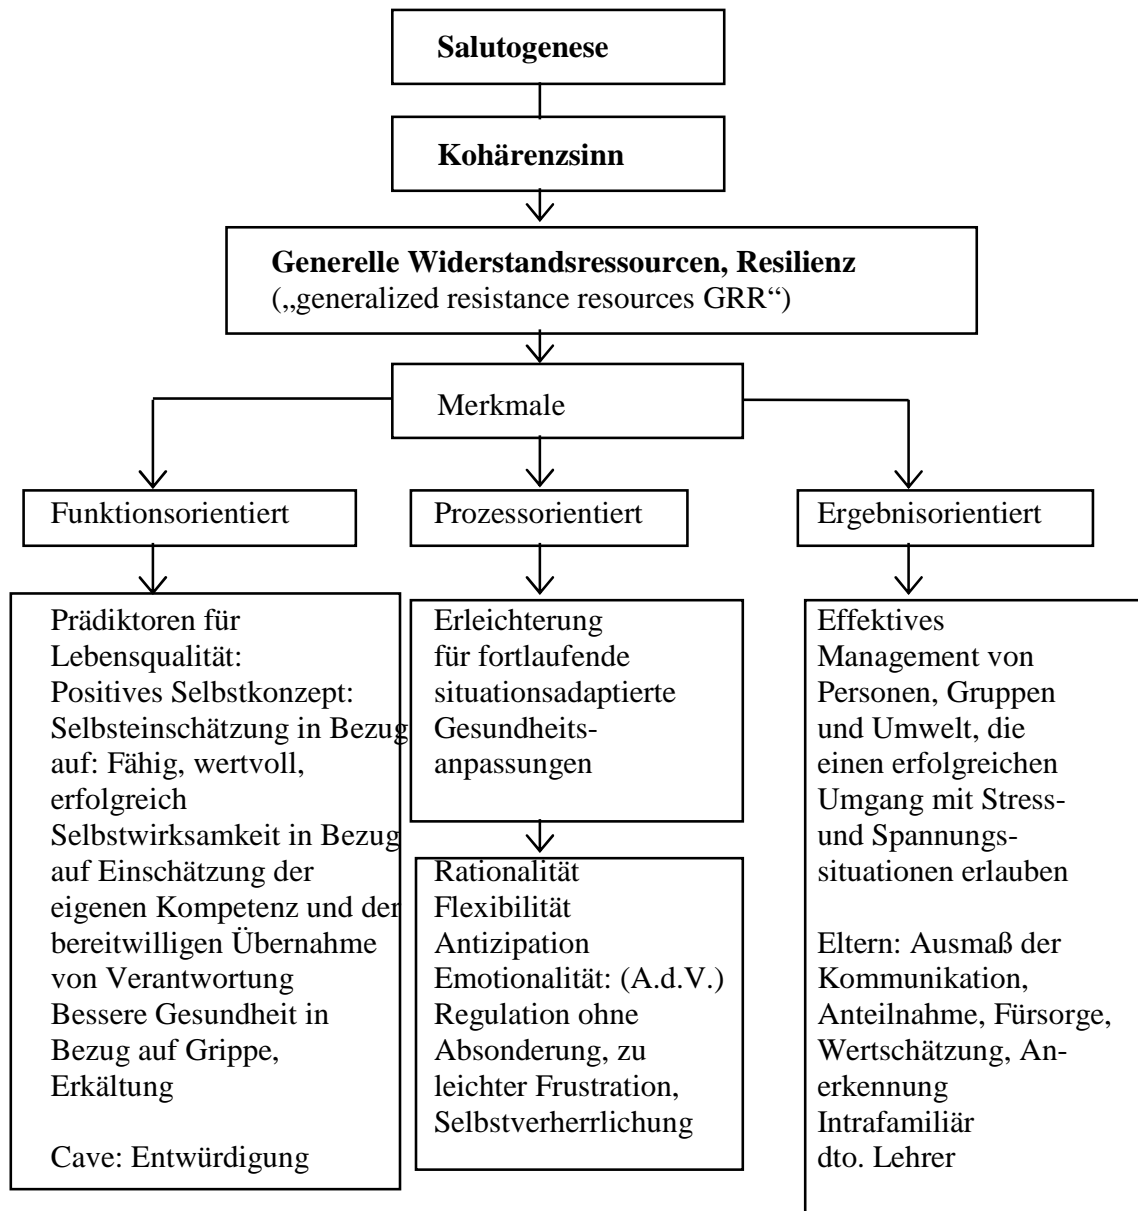 Salutogenese
Kohärenzsinn
Generelle Widerstandsressourcen, Resilienz
(„generalized resistance resources GRR“)
Merkmale
Funktionsorientiert
Prozessorientiert
Ergebnisorientiert
Prädiktoren für
Lebensqualität:
Positives Selbstkonzept:
Selbsteinschätzung in Bezug
auf: Fähig, wertvoll,
erfolgreich
Selbstwirksamkeit in Bezug
auf Einschätzung der
eigenen Kompetenz und der
bereitwilligen Übernahme
von Verantwortung
Bessere Gesundheit in
Bezug auf Grippe,
Erkältung
Cave: Entwürdigung
Erleichterung
für fortlaufende
situationsadaptierte
Gesundheits-
anpassungen
Rationalität
Flexibilität
Antizipation
Emotionalität: (A.d.V.)
Regulation ohne
Absonderung, zu
leichter Frustration,
Selbstverherrlichung
Effektives
Management von
Personen, Gruppen
und Umwelt, die
einen erfolgreichen
Umgang mit Stress-
und Spannungs-
situationen erlauben
Eltern: Ausmaß der
Kommunikation,
Anteilnahme, Fürsorge,
Wertschätzung, An-
erkennung
Intrafamiliär
dto. Lehrer